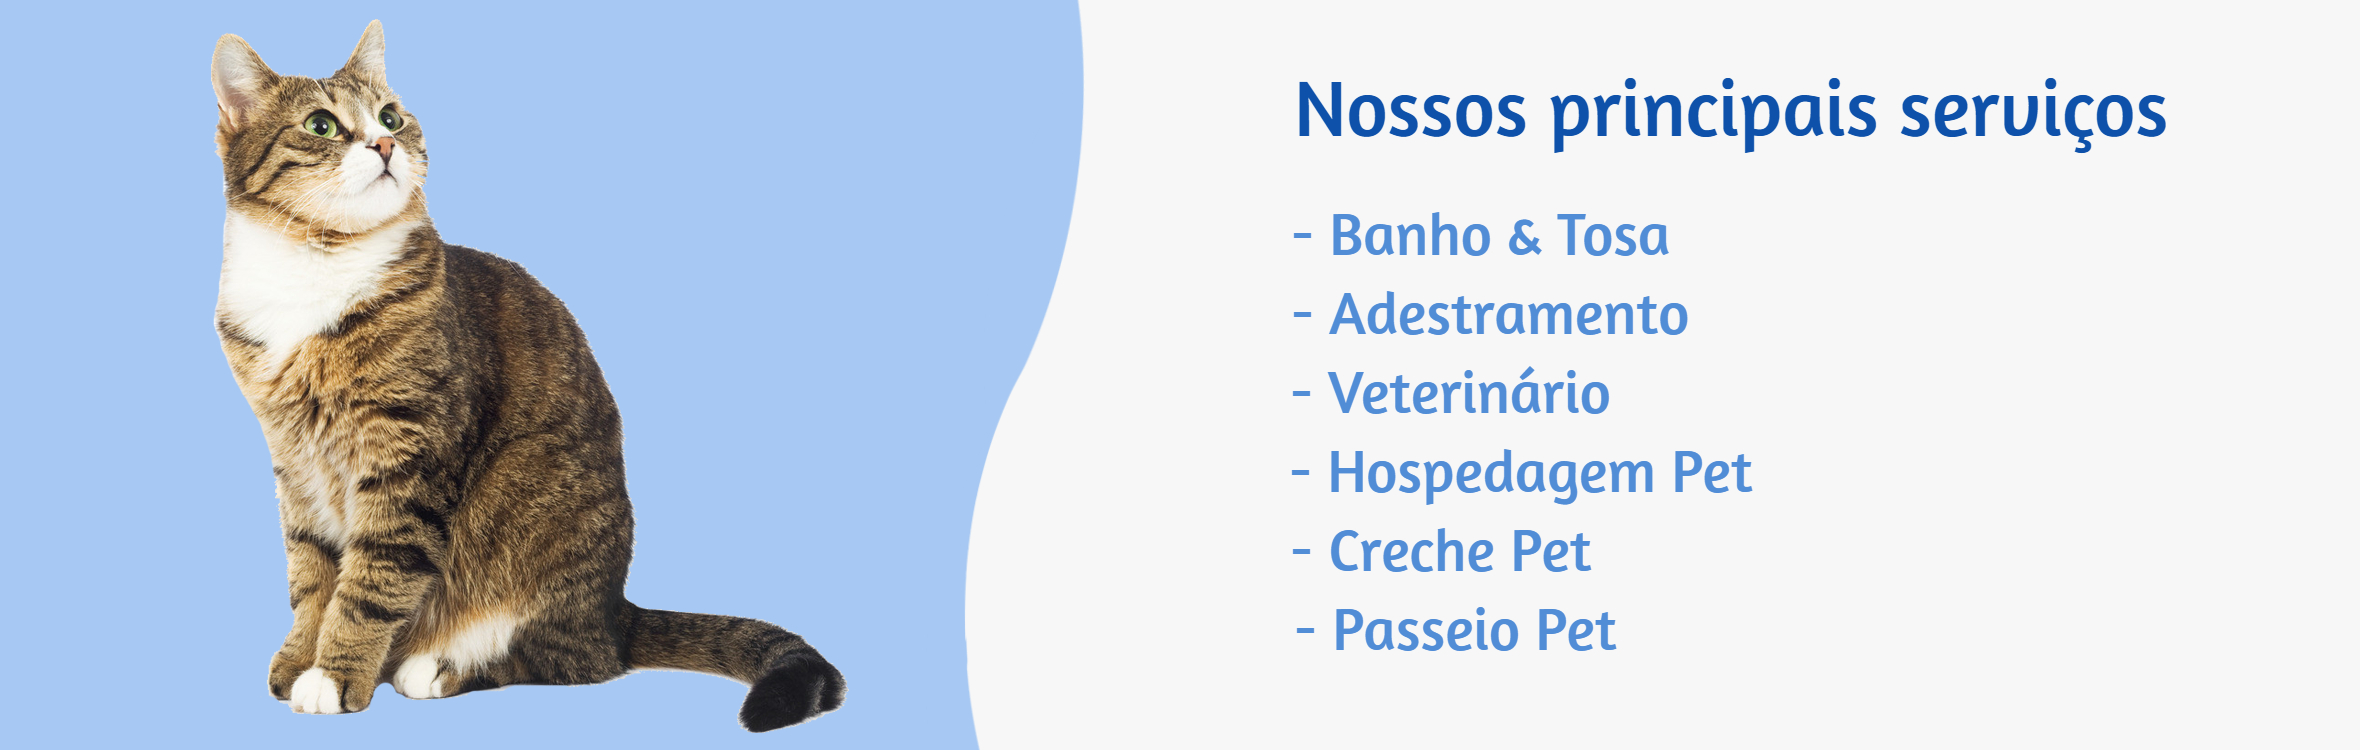 Nossos principais serviços
- Banho & Tosa
- Adestramento
- Veterinário
- Hospedagem Pet
- Creche Pet
- Passeio Pet